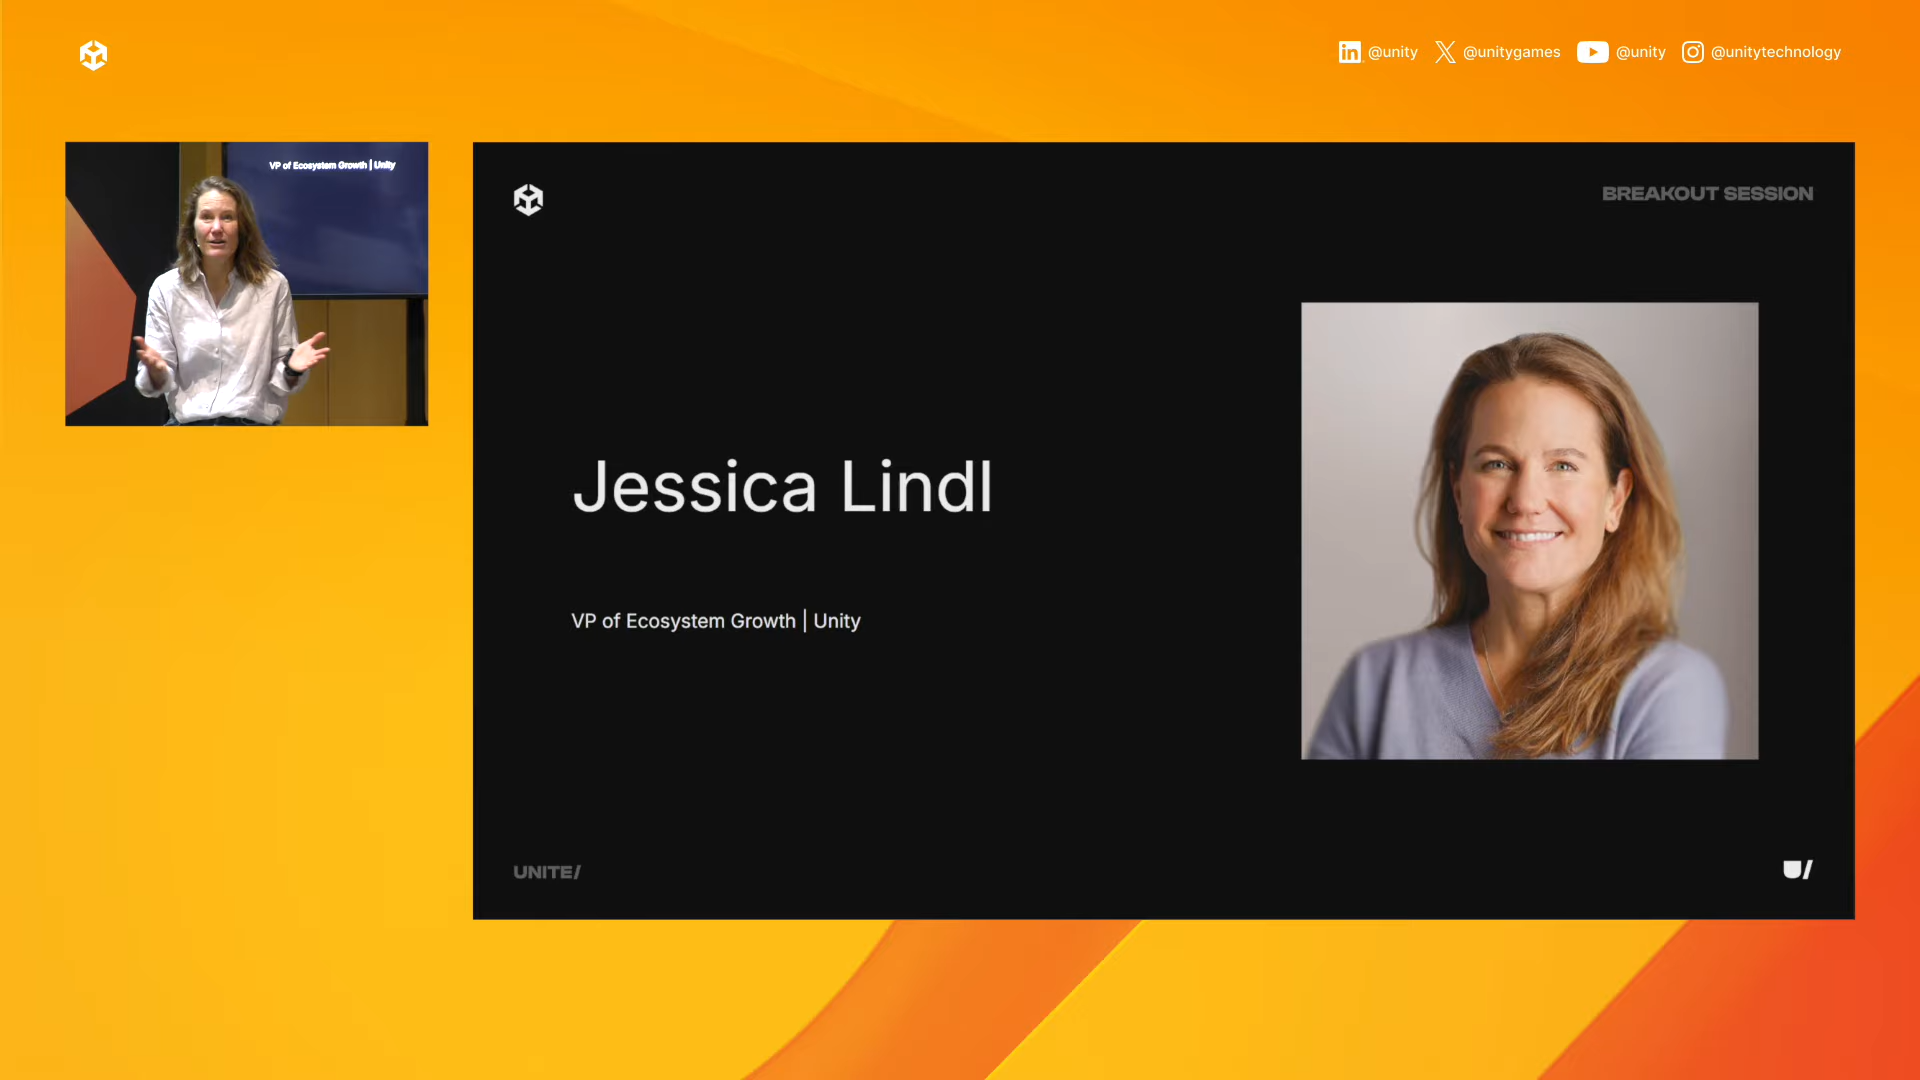 @unity @unitygames @unity @unitytechnology
VP of Ecosystem Growth | Unity
BREAKOUT SESSION
Jessica Lindl
VP of Ecosystem Growth | Unity
UNITE/
U/